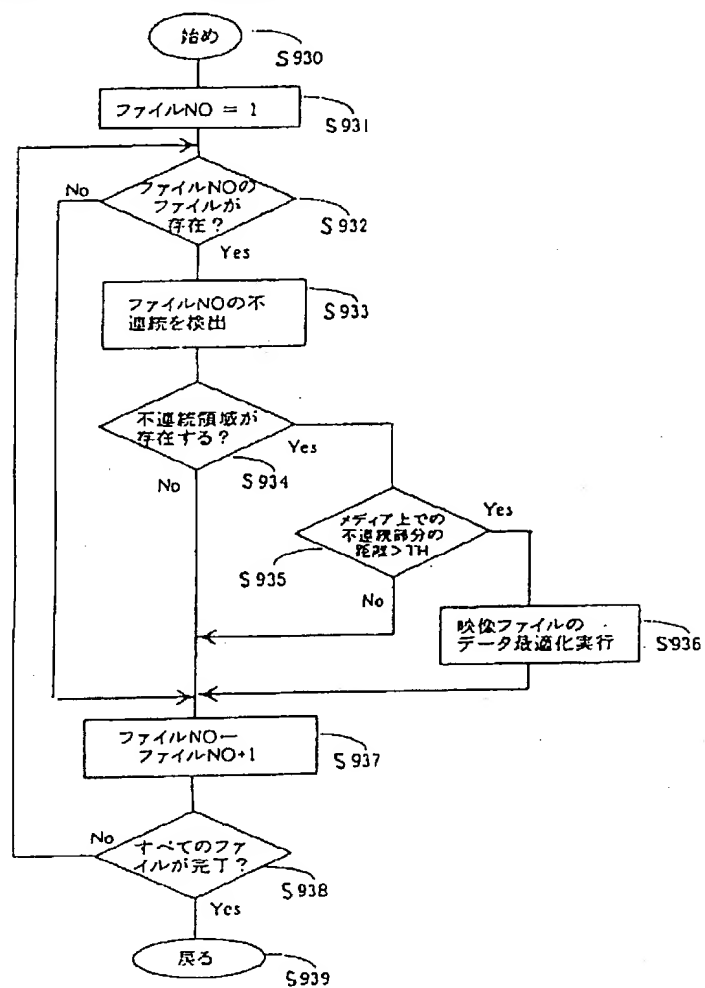 始め
S930
ファイルNO = 1
S931
No
ファイルNOの
ファイルが
存在?
S932
Yes
ファイルNOの不
連続を検出
S933
不連続領域が
存在する?
Yes
S934
No
メディア上での
不連続部分の
距離>TH
Yes
S935
No
映像ファイルの
データ最適化実行
S936
ファイルNO←
ファイルNO+1
S937
No
すべてのファ
イルが完了?
S938
Yes
戻る
S939